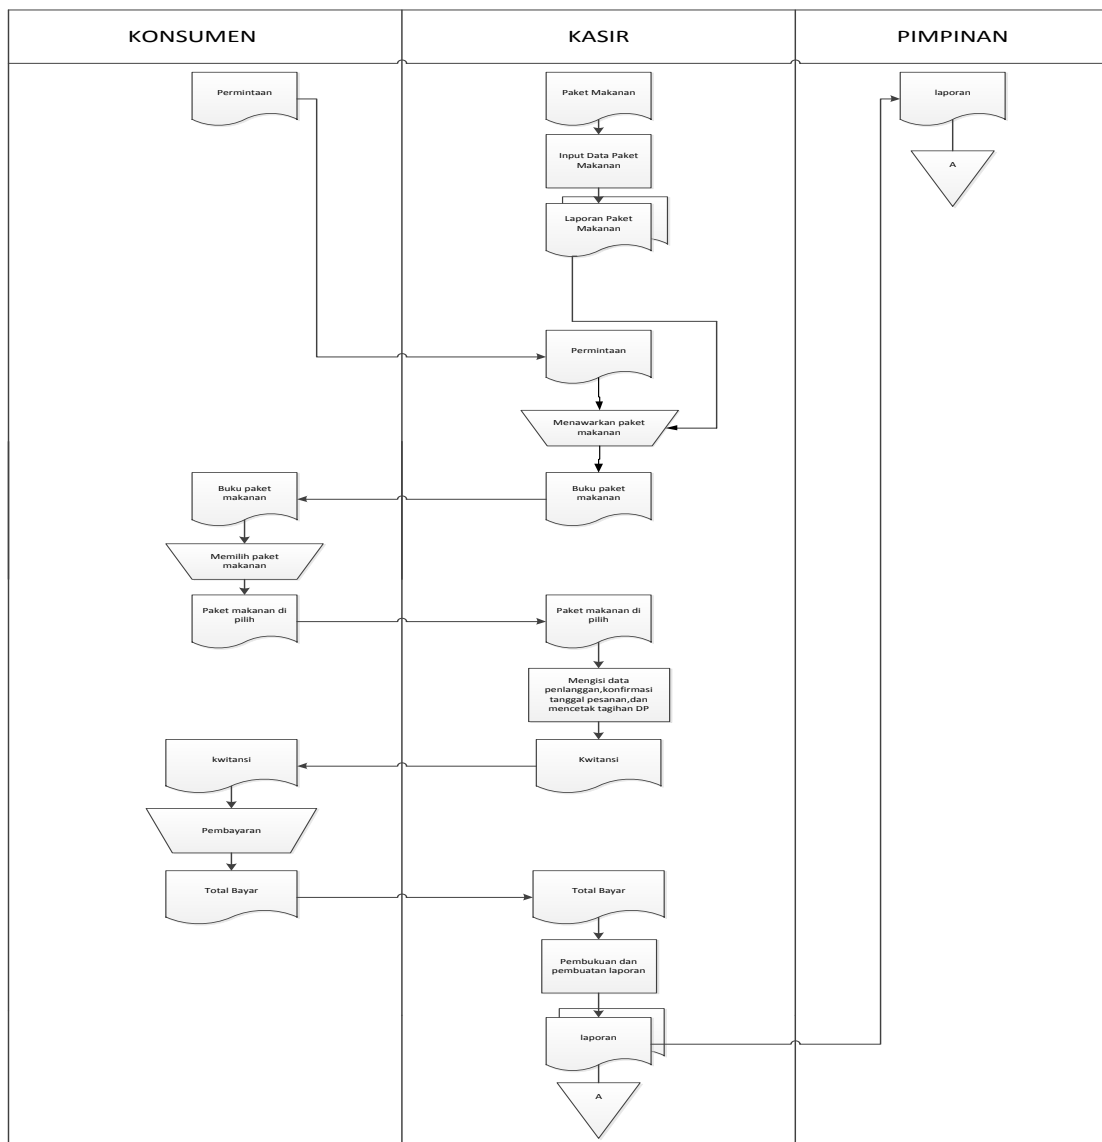 KONSUMEN
KASIR
PIMPINAN
Permintaan
Paket Makanan
laporan
Input Data Paket
Makanan
A
Laporan Paket
Makanan
Permintaan
Menawarkan paket
makanan
Buku paket
makanan
Buku paket
makanan
Memilih paket
makanan
Paket makanan di
pilih
Paket makanan di
pilih
Mengisi data
penlanggan,konfirmasi
tanggal pesanan,dan
mencetak tagihan DP
kwitansi
Kwitansi
Pembayaran
Total Bayar
Total Bayar
Pembukuan dan
pembuatan laporan
laporan
A